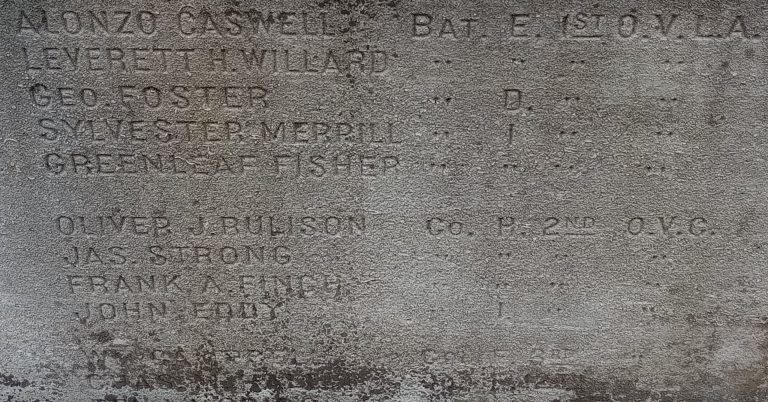 ALONZO CASWELL BAT. E. 1ST O.V.L.A.
LEVERETT H. WILLARD " " " "
GEO. FOSTER " D. " "
SYLVESTER MERRILL " I " "
GREENLEAF FISHER " " " "
OLIVER J. RULISON CO. 2ND O.V.C.
JAS. STRONG " " " "
FRANK A. FINCH " " " "
JOHN EDDY " I " "